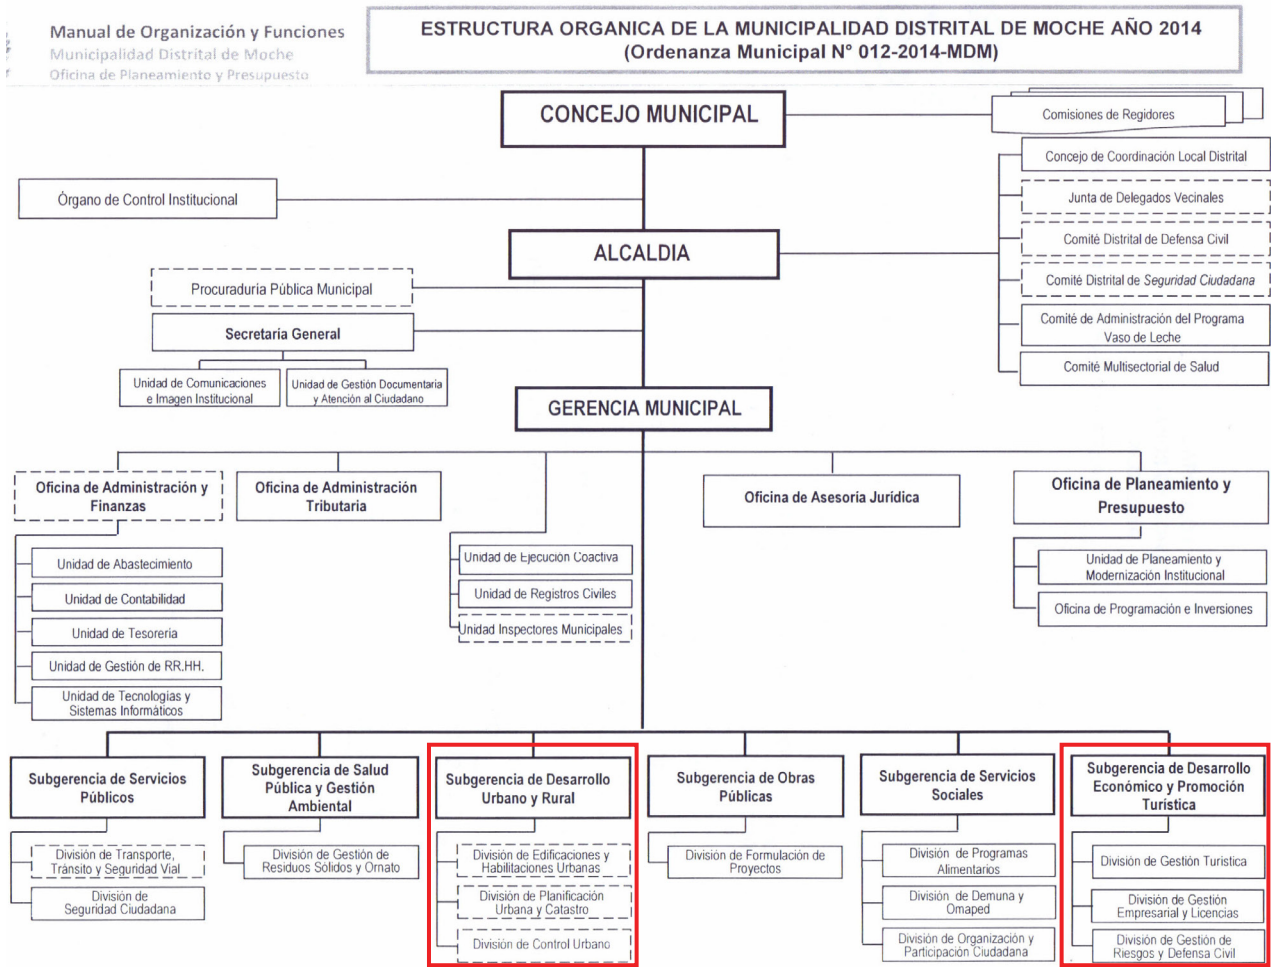 Manual de Organización y Funciones
Municipalidad Distrital de Moche
Oficina de Planeamiento y Presupuesto
ESTRUCTURA ORGANICA DE LA MUNICIPALIDAD DISTRITAL DE MOCHE AÑO 2014
(Ordenanza Municipal N° 012-2014-MDM)
CONCEJO MUNICIPAL
Comisiones de Regidores
Concejo de Coordinación Local Distrital
Órgano de Control Institucional
Junta de Delegados Vecinales
Comité Distrital de Defensa Civil
ALCALDIA
Comité Distrital de Seguridad Ciudadana
Procuraduria Pública Municipal
Comité de Administración del Programa
Vaso de Leche
Secretaría General
Comité Multisectorial de Salud
Unidad de Comunicaciones
e Imagen Institucional
Unidad de Gestión Documentaria
y Atención al Ciudadano
GERENCIA MUNICIPAL
Oficina de Administración y
Finanzas
Oficina de Administración
Tributaria
Oficina de Asesoria Jurídica
Oficina de Planeamiento y
Presupuesto
Unidad de Abastecimiento
Unidad de Contabilidad
Unidad de Tesoreria
Unidad de Gestión de RR.HH.
Unidad de Tecnologías y
Sistemas Informáticos
Unidad de Ejecución Coactiva
Unidad de Registros Civiles
Unidad Inspectores Municipales
Unidad de Planeamiento y
Modernización Institucional
Oficina de Programación e Inversiones
Subgerencia de Servicios
Públicos
División de Transporte,
Tránsito y Seguridad Vial
División de
Seguridad Ciudadana
Subgerencia de Salud
Pública y Gestión
Ambiental
División de Gestión de
Residuos Sólidos y Ornato
Subgerencia de Desarrollo
Urbano y Rural
División de Edificaciones y
Habilitaciones Urbanas
División de Planificación
Urbana y Catastro
División de Control Urbano
Subgerencia de Obras
Públicas
División de Formulación de
Proyectos
Subgerencia de Servicios
Sociales
División de Programas
Alimentarios
División de Demuna y
Omaped
División de Organización y
Participación Ciudadana
Subgerencia de Desarrollo
Económico y Promoción
Turística
División de Gestión Turistica
División de Gestión
Empresarial y Licencias
División de Gestión de
Riesgos y Defensa Civil